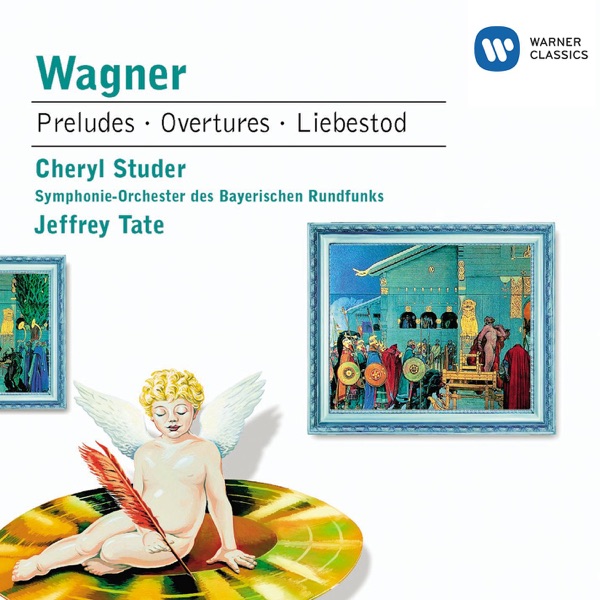 Wagner
Preludes · Overtures · Liebestod
Cheryl Studer
Symphonie-Orchester des Bayerischen Rundfunks
Jeffrey Tate
WARNER
CLASSICS